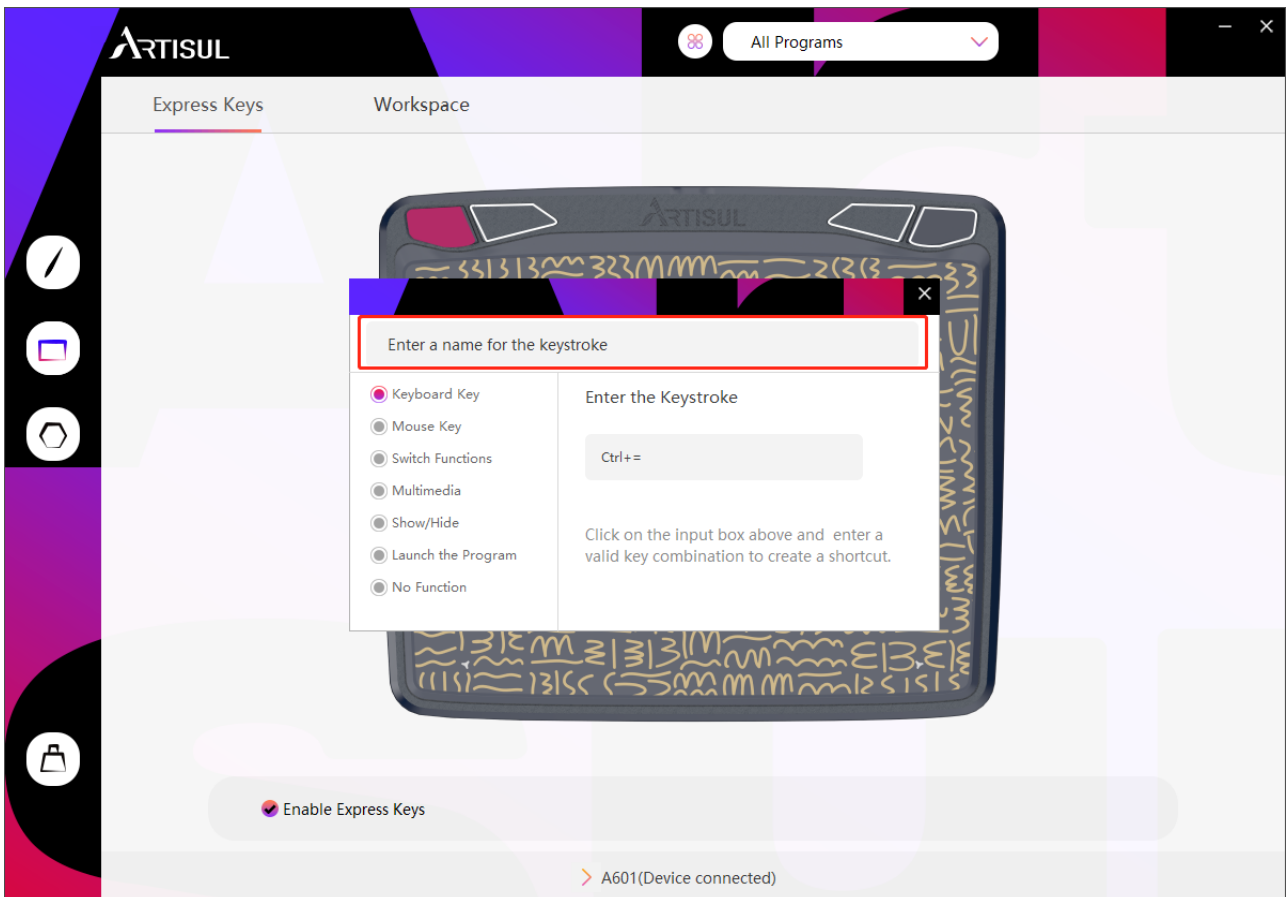 ARTISUL
All Programs
Express Keys
Workspace
ARTISUL
Enter a name for the keystroke
Keyboard Key
Mouse Key
Switch Functions
Multimedia
Show/Hide
Launch the Program
No Function
Enter the Keystroke
Ctrl+=
Click on the input box above and enter a
valid key combination to create a shortcut.
Enable Express Keys
A601(Device connected)